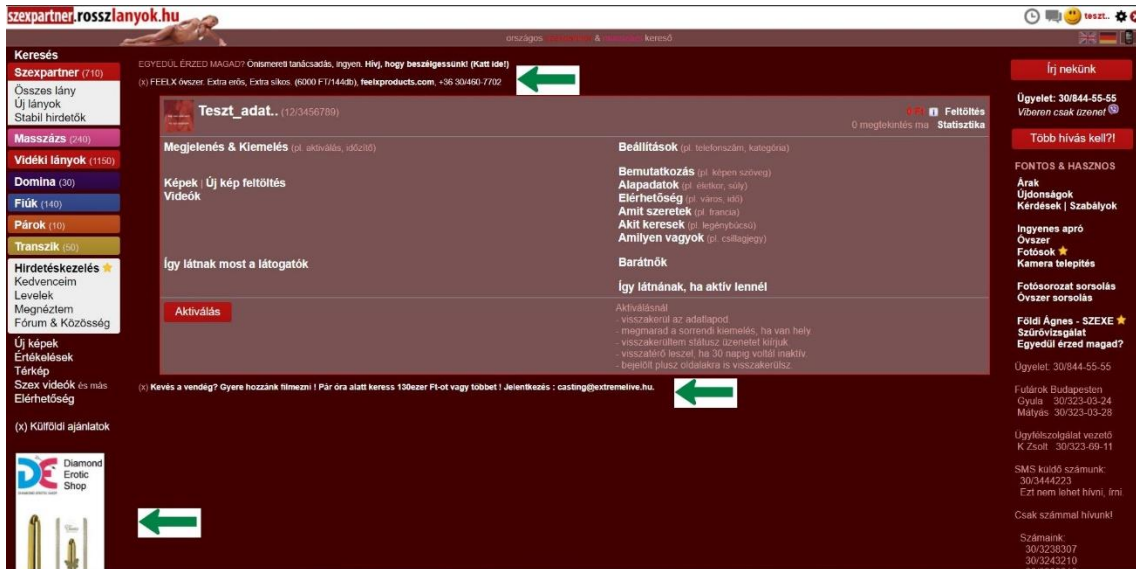 szexpartner.rosszlanyok.hu
teszt..
országos szexpartner & masszázs kereső
Keresés
Szexpartner (710)
Összes lány
Új lányok
Stabil hirdetők
Masszázs (240)
Vidéki lányok (1150)
Domina (30)
Fiúk (140)
Párok (10)
Transzik (50)
Hirdetéskezelés
Kedvenceim
Levelek
Megnéztem
Fórum & Közösség
Új képek
Értékelések
Térkép
Szex videók és más
Elérhetőség
(x) Külföldi ajánlatok
DE
Diamond
Erotic
Shop
EGYEDÜL ÉRZED MAGAD? Önismereti tanácsadás, ingyen. Hívj, hogy beszélgessünk! (Katt ide!)
(x) FEELX óvszer. Extra erős, Extra síkos. (6000 FT/144db), feelxproducts.com, +36 30/460-7702
Teszt_adat.. (12/3456789)
0 Ft i Feltöltés
0 megtekintés ma Statisztika
Megjelenés & Kiemelés (pl. aktiválás, időzítő)
Képek | Új kép feltöltés
Videók
Így látnak most a látogatók
Beállítások (pl. telefonszám, kategória)
Bemutatkozás (pl. képen szöveg)
Alapadatok (pl. életkor, súly)
Elérhetőség (pl. város, idő)
Amit szeretek (pl. francia)
Akit keresek (pl. legénybúcsú)
Amilyen vagyok (pl. csillagjegy)
Barátnők
Így látnának, ha aktív lennél
Aktiválás
Aktiválásnál
- visszakerül az adatlapod
- megmarad a sorrendi kiemelés, ha van hely
- visszakerültem státusz üzenetet kiírjuk
- visszatérő leszel, ha 30 napig voltál inaktív
- bejelölt plusz oldalakra is visszakerülsz
(x) Kevés a vendég? Gyere hozzánk filmezni ! Pár óra alatt keress 130ezer Ft-ot vagy többet ! Jelentkezés : casting@extremelive.hu.
Írj nekünk
Ügyelet: 30/844-55-55
Viberen csak üzenet
Több hívás kell?!
FONTOS & HASZNOS
Árak
Újdonságok
Kérdések | Szabályok
Ingyenes apró
Óvszer
Fotósok
Kamera telepítés
Fotósorozat sorsolás
Óvszer sorsolás
Földi Ágnes - SZEXE
Szűrővizsgálat
Egyedül érzed magad?
Ügyelet: 30/844-55-55
Futárok Budapesten
Gyula 30/323-03-24
Mátyás 30/323-03-28
Ügyfélszolgálat vezető
K Zsolt 30/323-69-11
SMS küldő számunk:
30/3444223
Ezt nem lehet hívni, írni.
Csak számmal hívunk!
Számaink:
30/3238307
30/3243210